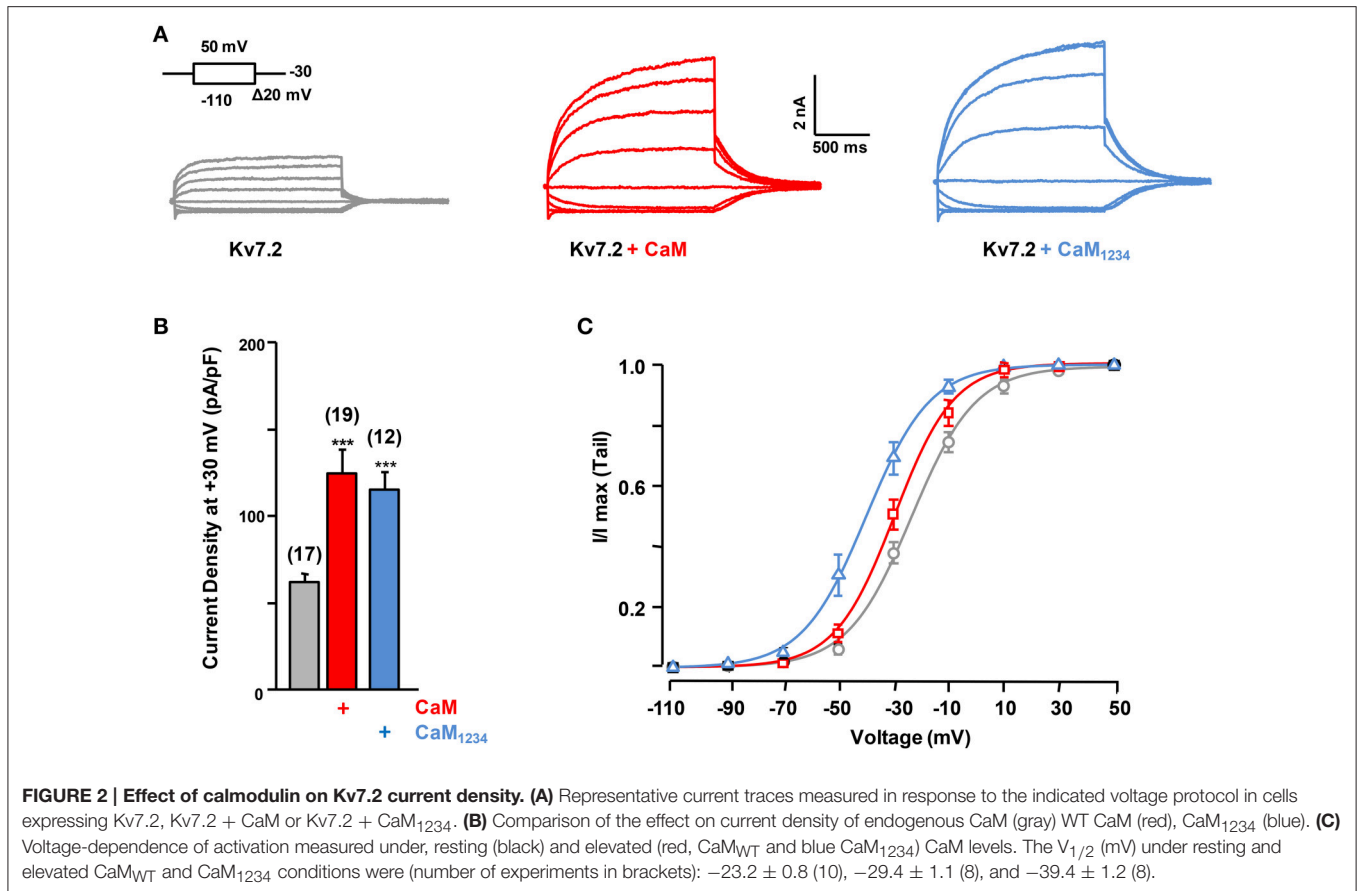 A
50 mV
-30
-110
Δ20 mV
2 nA
500 ms
Kv7.2
Kv7.2 + CaM
Kv7.2 + CaM₁₂₃₄
B
Current Density at +30 mV (pA/pF)
200
100
0
(17)
(19)
***
(12)
***
+ CaM
+ CaM₁₂₃₄
C
I/I max (Tail)
1.0
0.6
0.2
-110 -90 -70 -50 -30 -10 10 30 50
Voltage (mV)
FIGURE 2 | Effect of calmodulin on Kv7.2 current density. (A) Representative current traces measured in response to the indicated voltage protocol in cells
expressing Kv7.2, Kv7.2 + CaM or Kv7.2 + CaM₁₂₃₄. (B) Comparison of the effect on current density of endogenous CaM (gray) WT CaM (red), CaM₁₂₃₄ (blue). (C)
Voltage-dependence of activation measured under, resting (black) and elevated (red, CaM_WT and blue CaM₁₂₃₄) CaM levels. The V₁/₂ (mV) under resting and
elevated CaM_WT and CaM₁₂₃₄ conditions were (number of experiments in brackets): −23.2 ± 0.8 (10), −29.4 ± 1.1 (8), and −39.4 ± 1.2 (8).